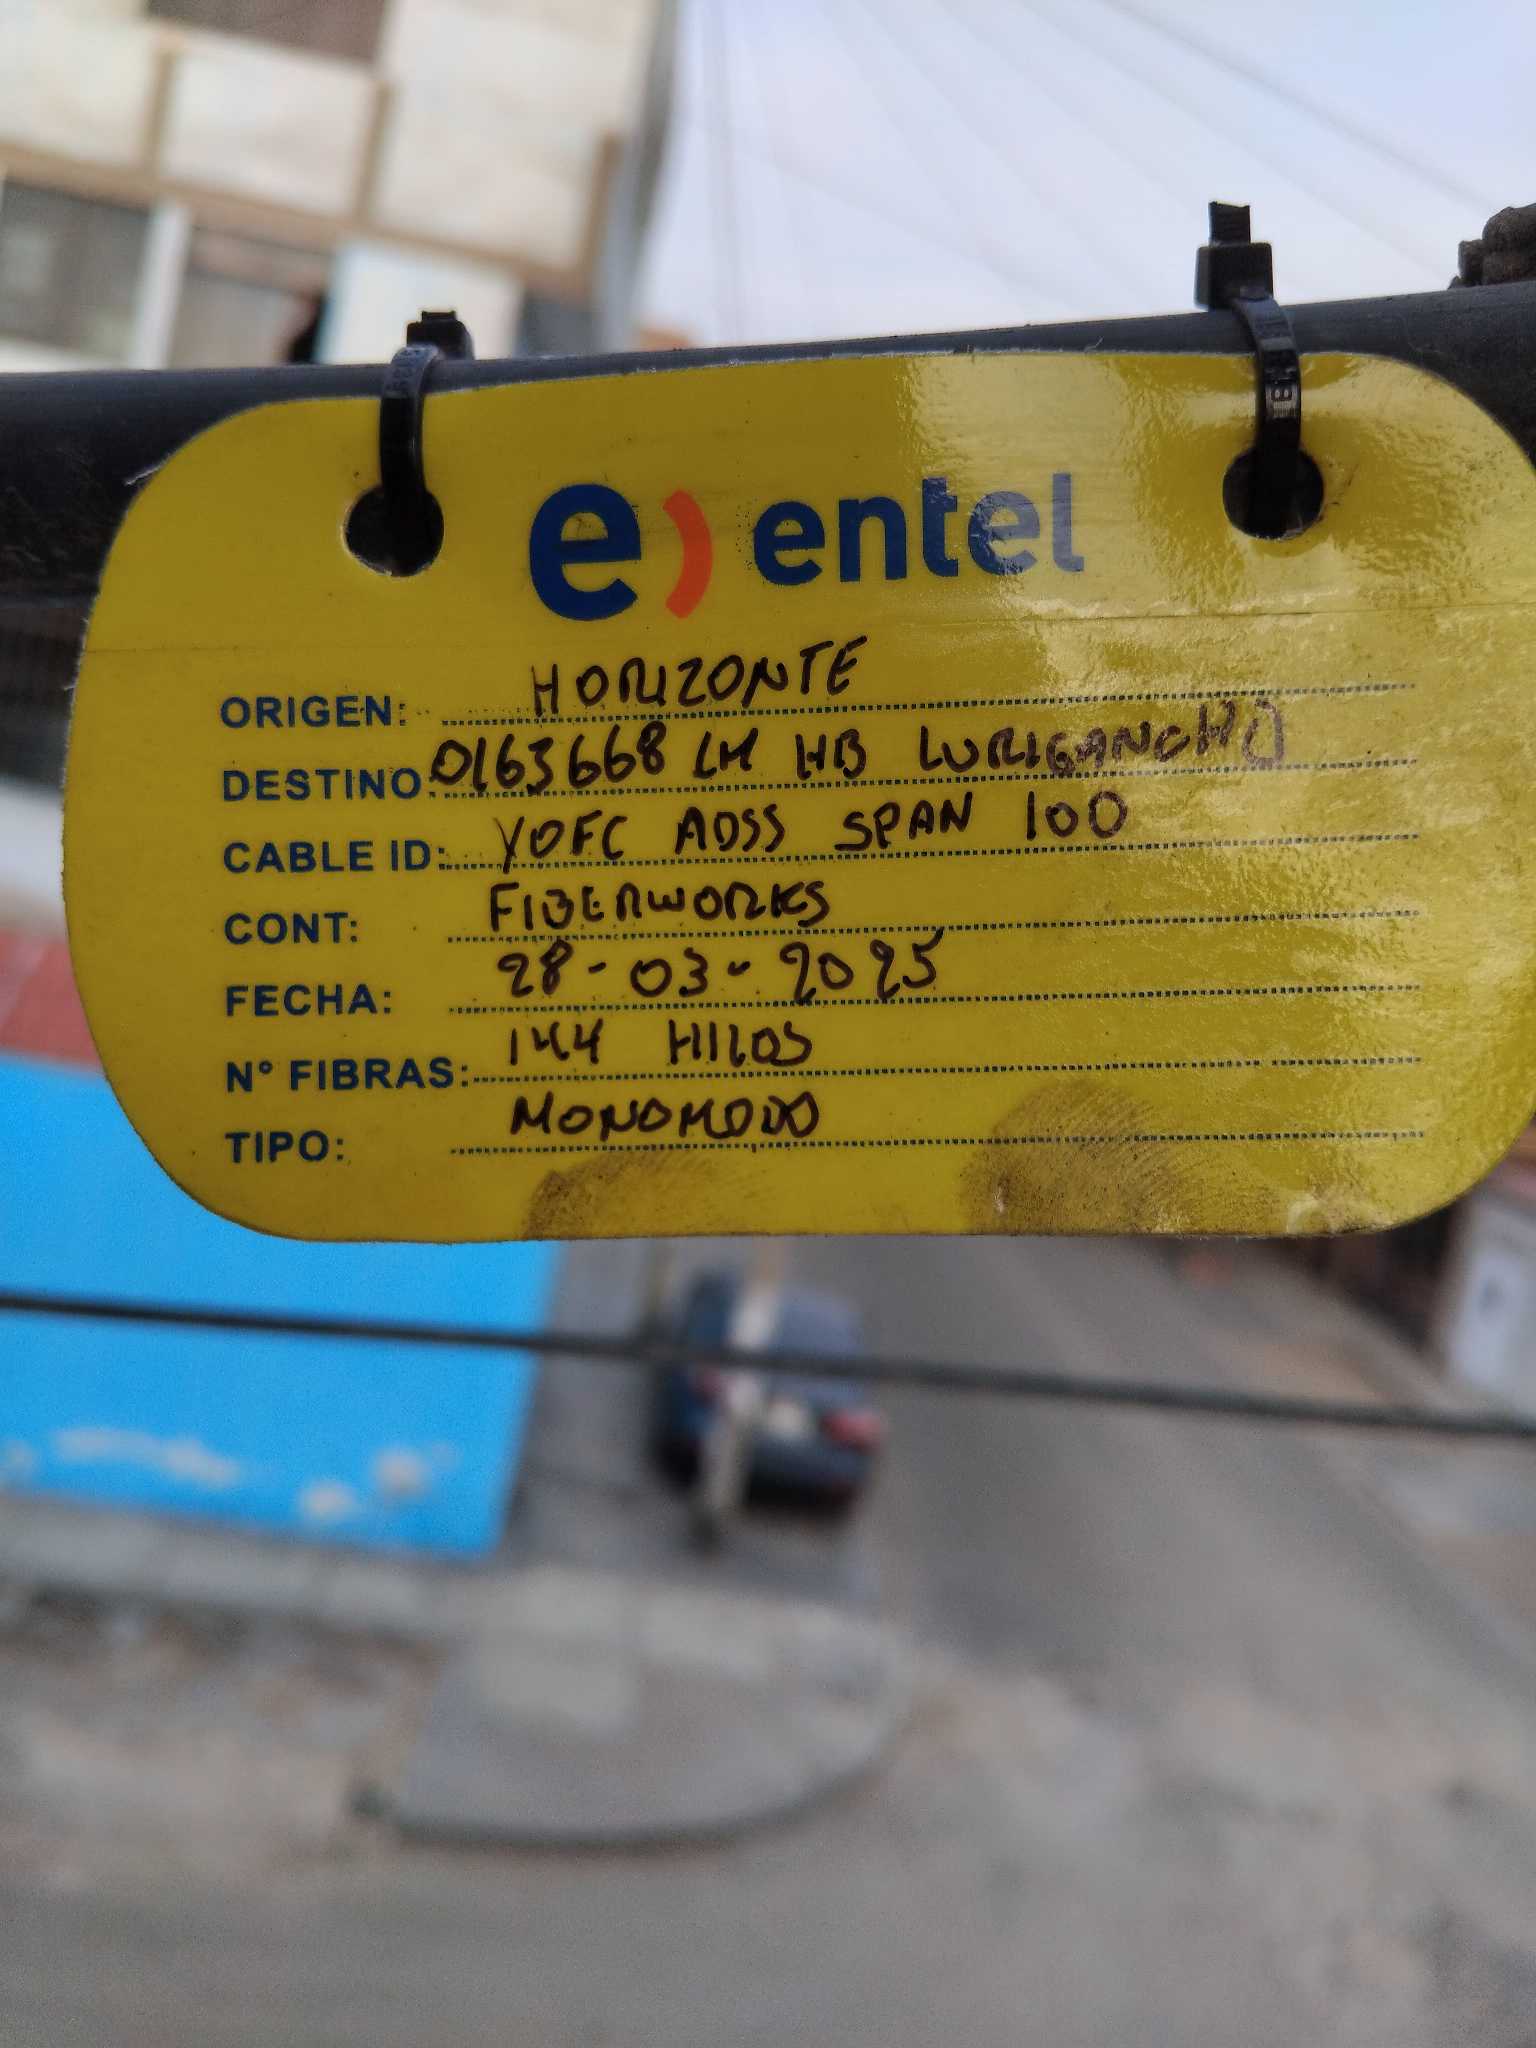 e) entel
ORIGEN: HORIZONTE
DESTINO: 0163668 LM HB LURIGANCHO
CABLE ID: YOFC ADSS SPAN 100
CONT: FIBERWORKS
FECHA: 28-03-2025
N° FIBRAS: 144 HILOS
TIPO: MONOMODO